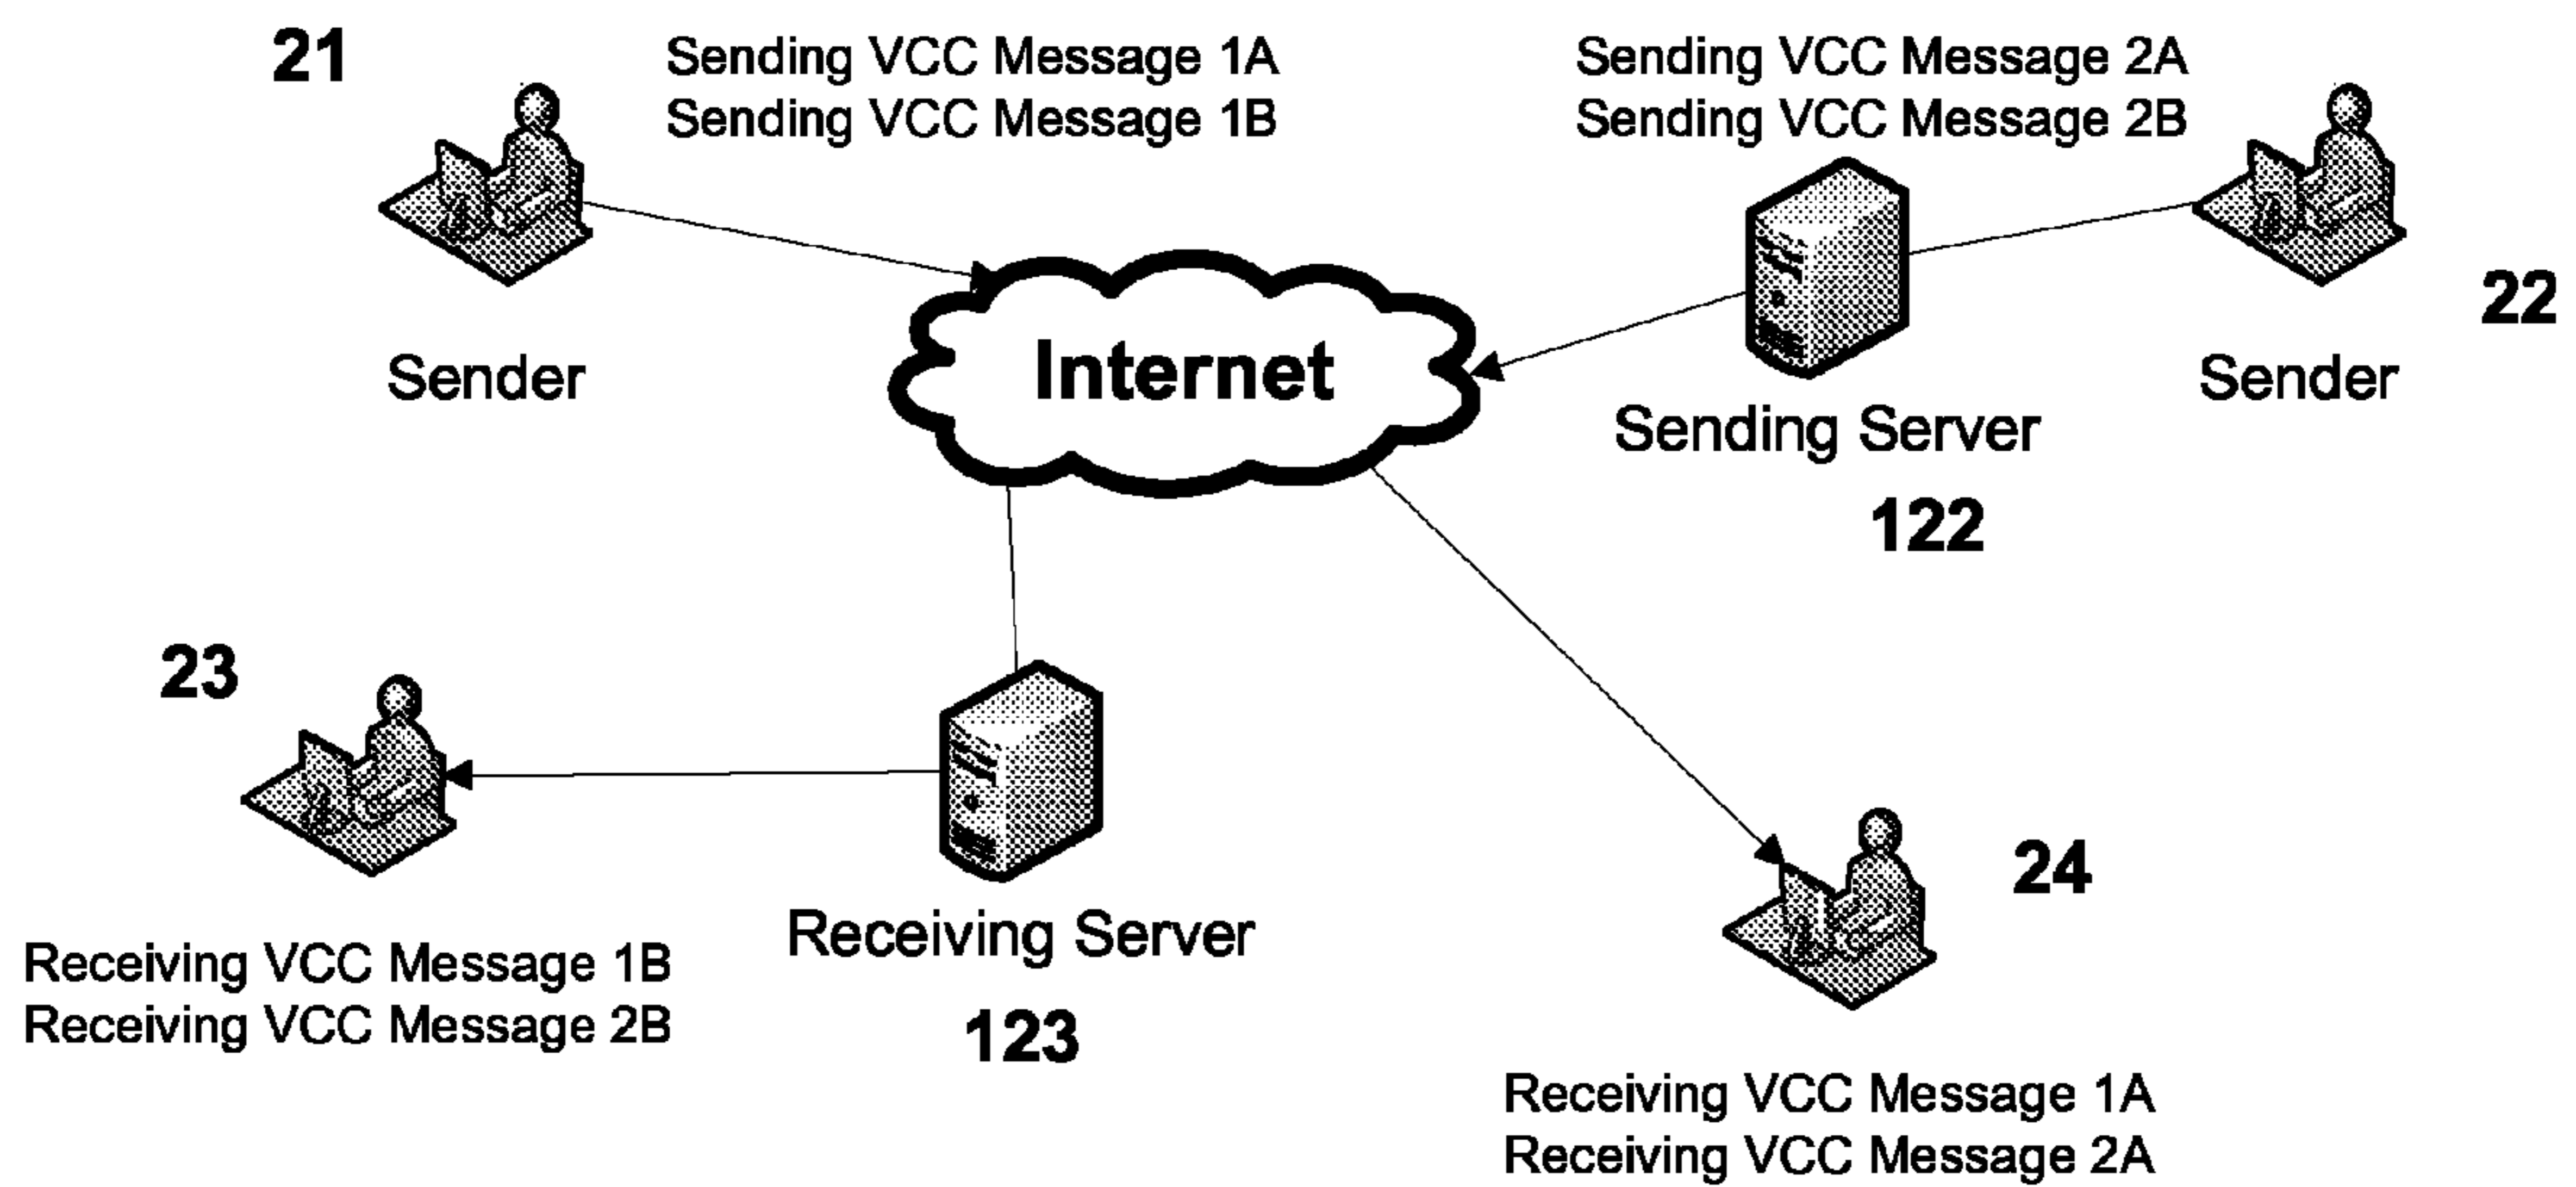 21
Sending VCC Message 1A
Sending VCC Message 1B
Sending VCC Message 2A
Sending VCC Message 2B
22
Sender
Internet
Sender
Sending Server
122
23
24
Receiving VCC Message 1B
Receiving VCC Message 2B
Receiving Server
123
Receiving VCC Message 1A
Receiving VCC Message 2A